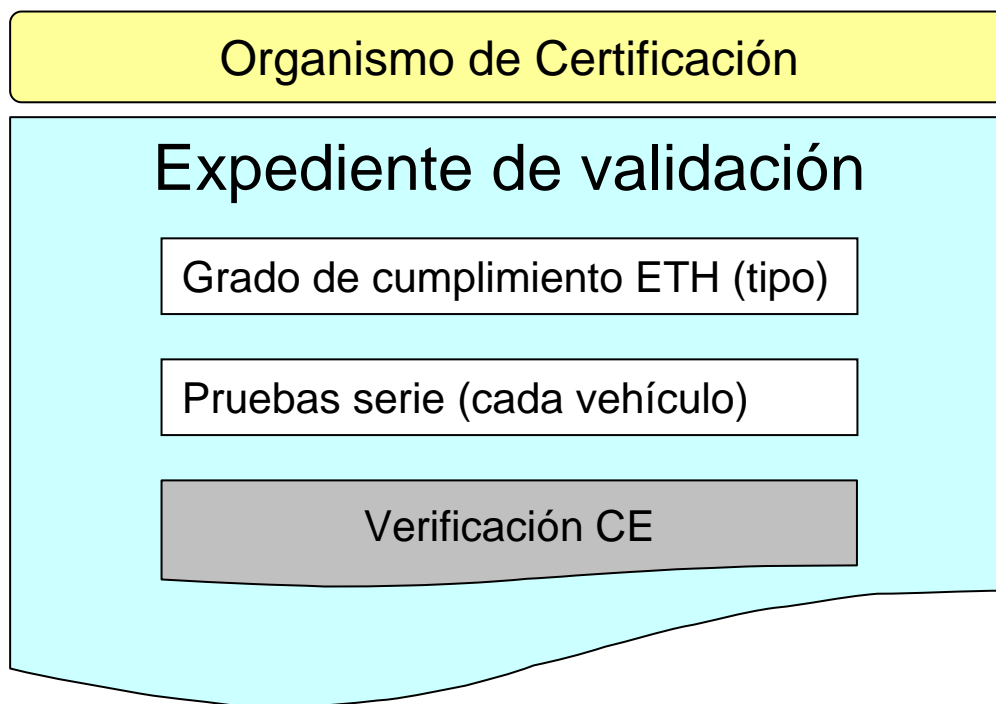 Organismo de Certificación
Expediente de validación
Grado de cumplimiento ETH (tipo)
Pruebas serie (cada vehículo)
Verificación CE